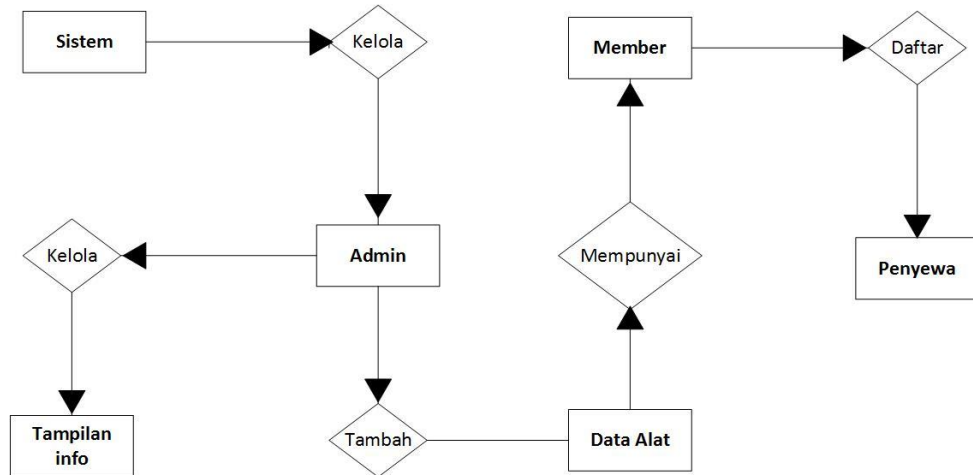 Sistem
Kelola
Member
Daftar
Kelola
Admin
Mempunyai
Penyewa
Tampilan
info
Tambah
Data Alat